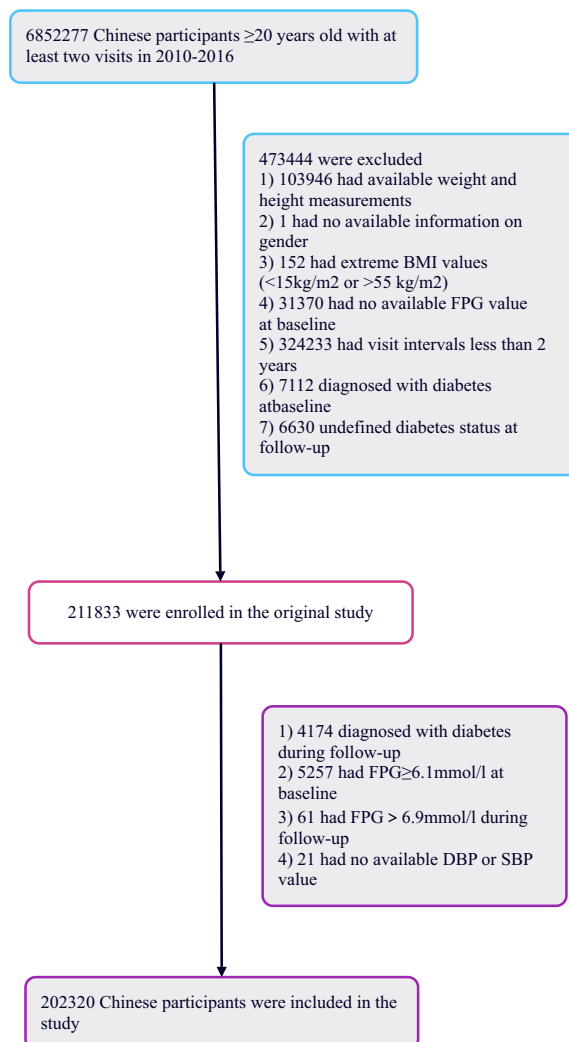 6852277 Chinese participants ≥20 years old with at
least two visits in 2010-2016
473444 were excluded
1) 103946 had available weight and
height measurements
2) 1 had no available information on
gender
3) 152 had extreme BMI values
(<15kg/m2 or >55 kg/m2)
4) 31370 had no available FPG value
at baseline
5) 324233 had visit intervals less than 2
years
6) 7112 diagnosed with diabetes
atbaseline
7) 6630 undefined diabetes status at
follow-up
211833 were enrolled in the original study
1) 4174 diagnosed with diabetes
during follow-up
2) 5257 had FPG≥6.1mmol/l at
baseline
3) 61 had FPG > 6.9mmol/l during
follow-up
4) 21 had no available DBP or SBP
value
202320 Chinese participants were included in the
study